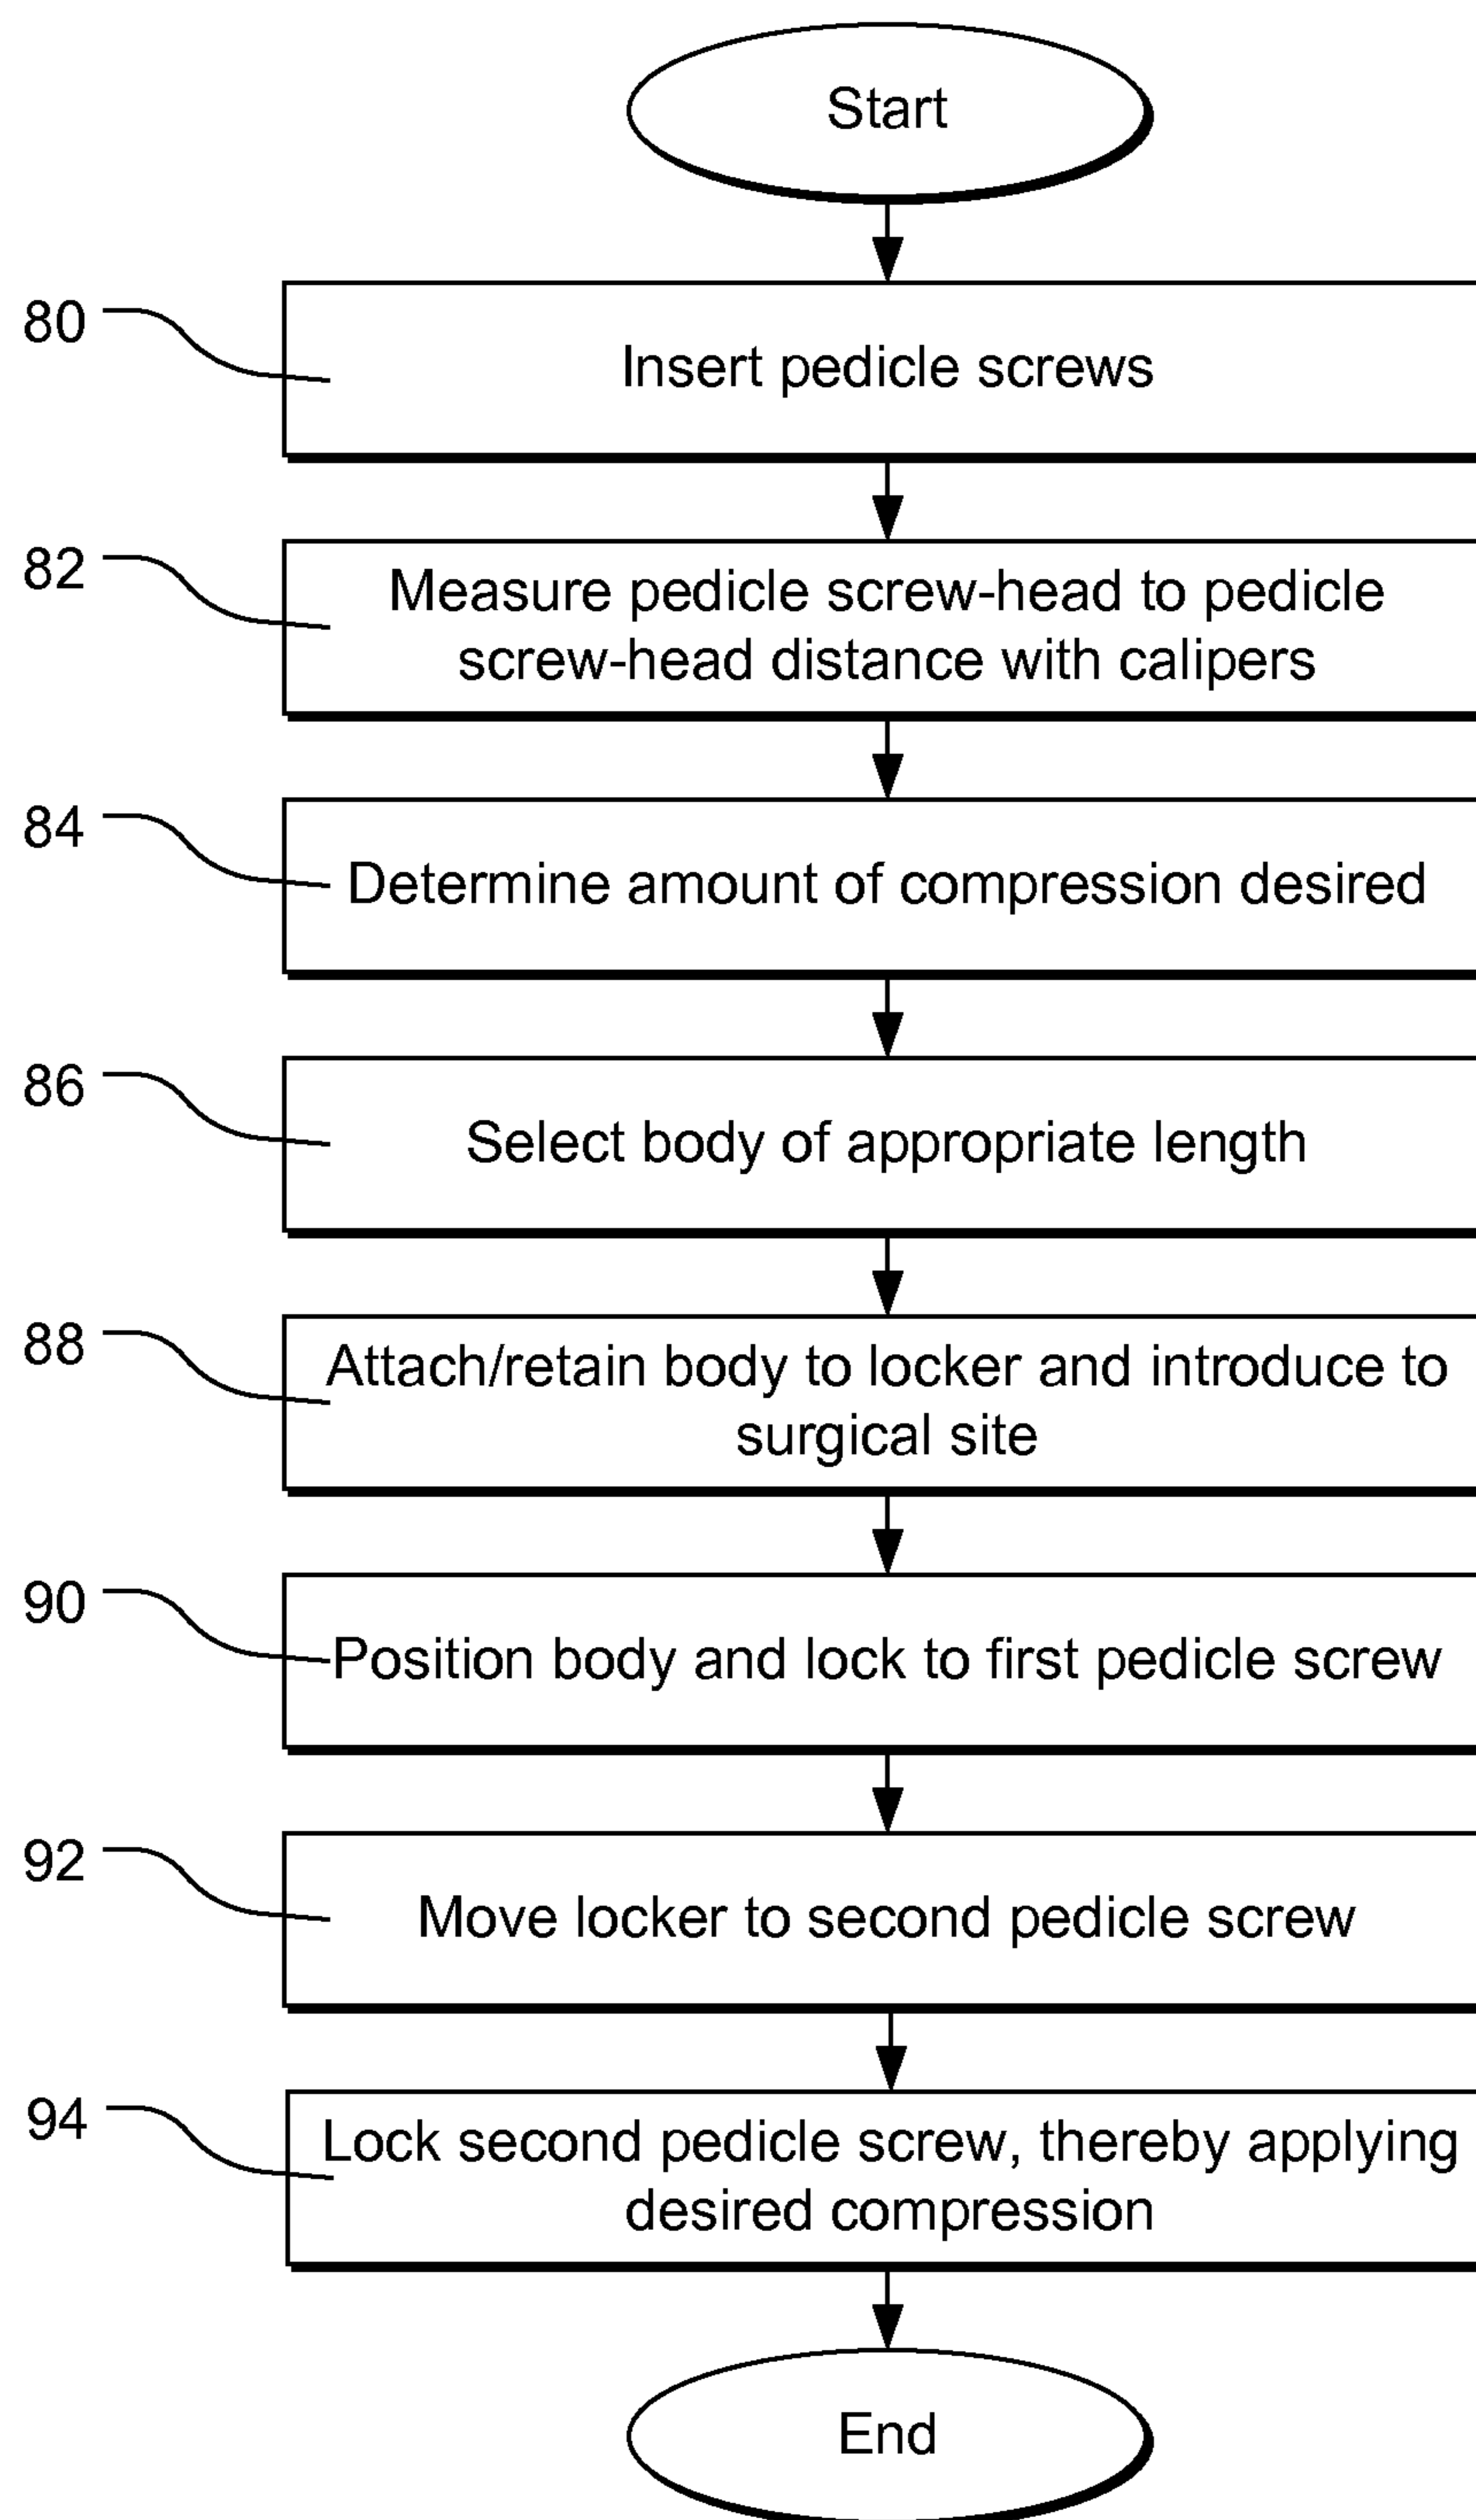 Start
80
Insert pedicle screws
82
Measure pedicle screw-head to pedicle
screw-head distance with calipers
84
Determine amount of compression desired
86
Select body of appropriate length
88
Attach/retain body to locker and introduce to
surgical site
90
Position body and lock to first pedicle screw
92
Move locker to second pedicle screw
94
Lock second pedicle screw, thereby applying
desired compression
End